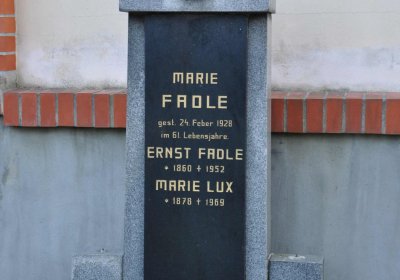 MARIE
FADLE
gest. 24. Feber 1928
im 61. Lebensjahre.
ERNST FADLE
* 1860 † 1952
MARIE LUX
* 1878 † 1969